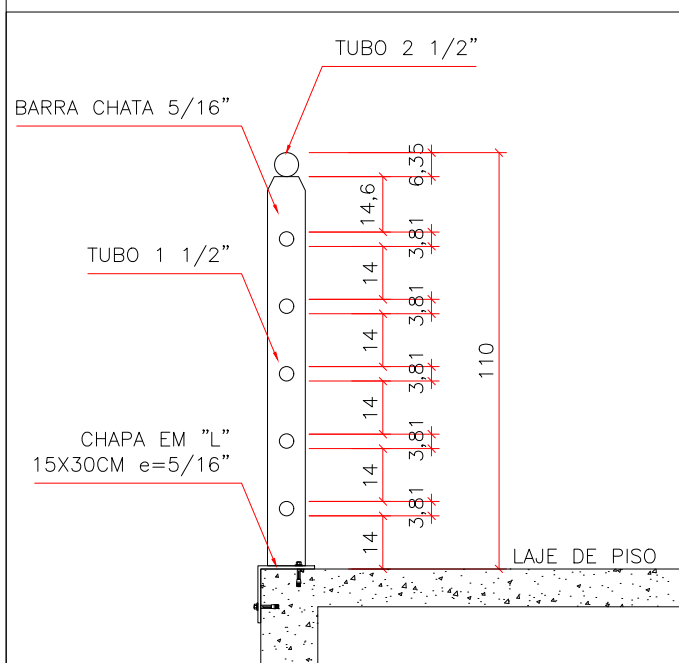 TUBO 2 1/2”
BARRA CHATA 5/16”
6,35
14,6
3,81
TUBO 1 1/2”
14
3,81
14
3,81
110
14
3,81
CHAPA EM ”L”
15X30CM e=5/16”
14
3,81
14
LAJE DE PISO